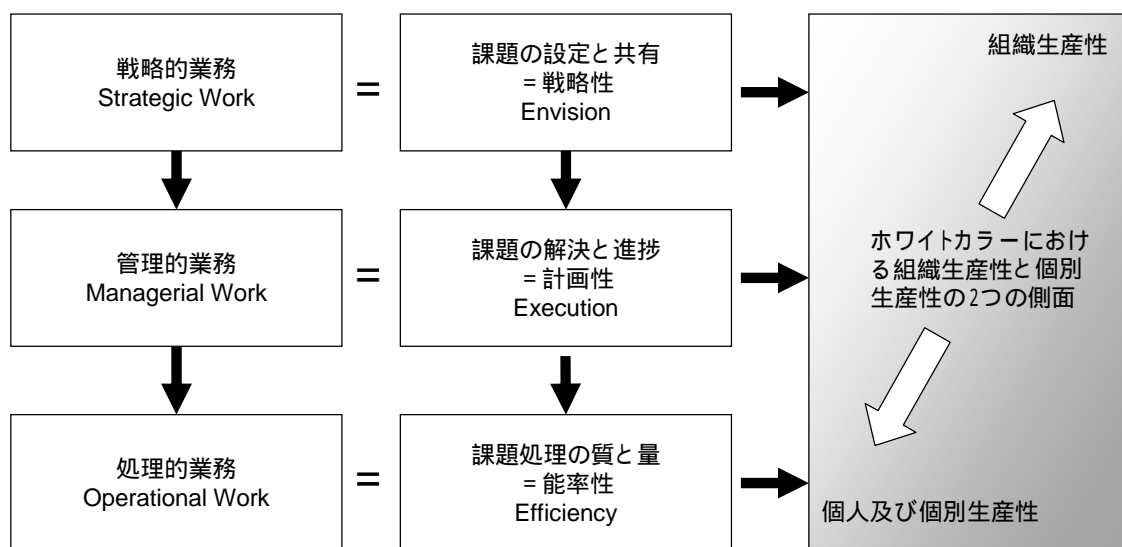 戦略的業務
Strategic Work
=
課題の設定と共有
=戦略性
Envision
管理的業務
Managerial Work
=
課題の解決と進捗
=計画性
Execution
処理的業務
Operational Work
=
課題処理の質と量
=能率性
Efficiency
組織生産性
ホワイトカラーにおけ
る組織生産性と個別
生産性の2つの側面
個人及び個別生産性